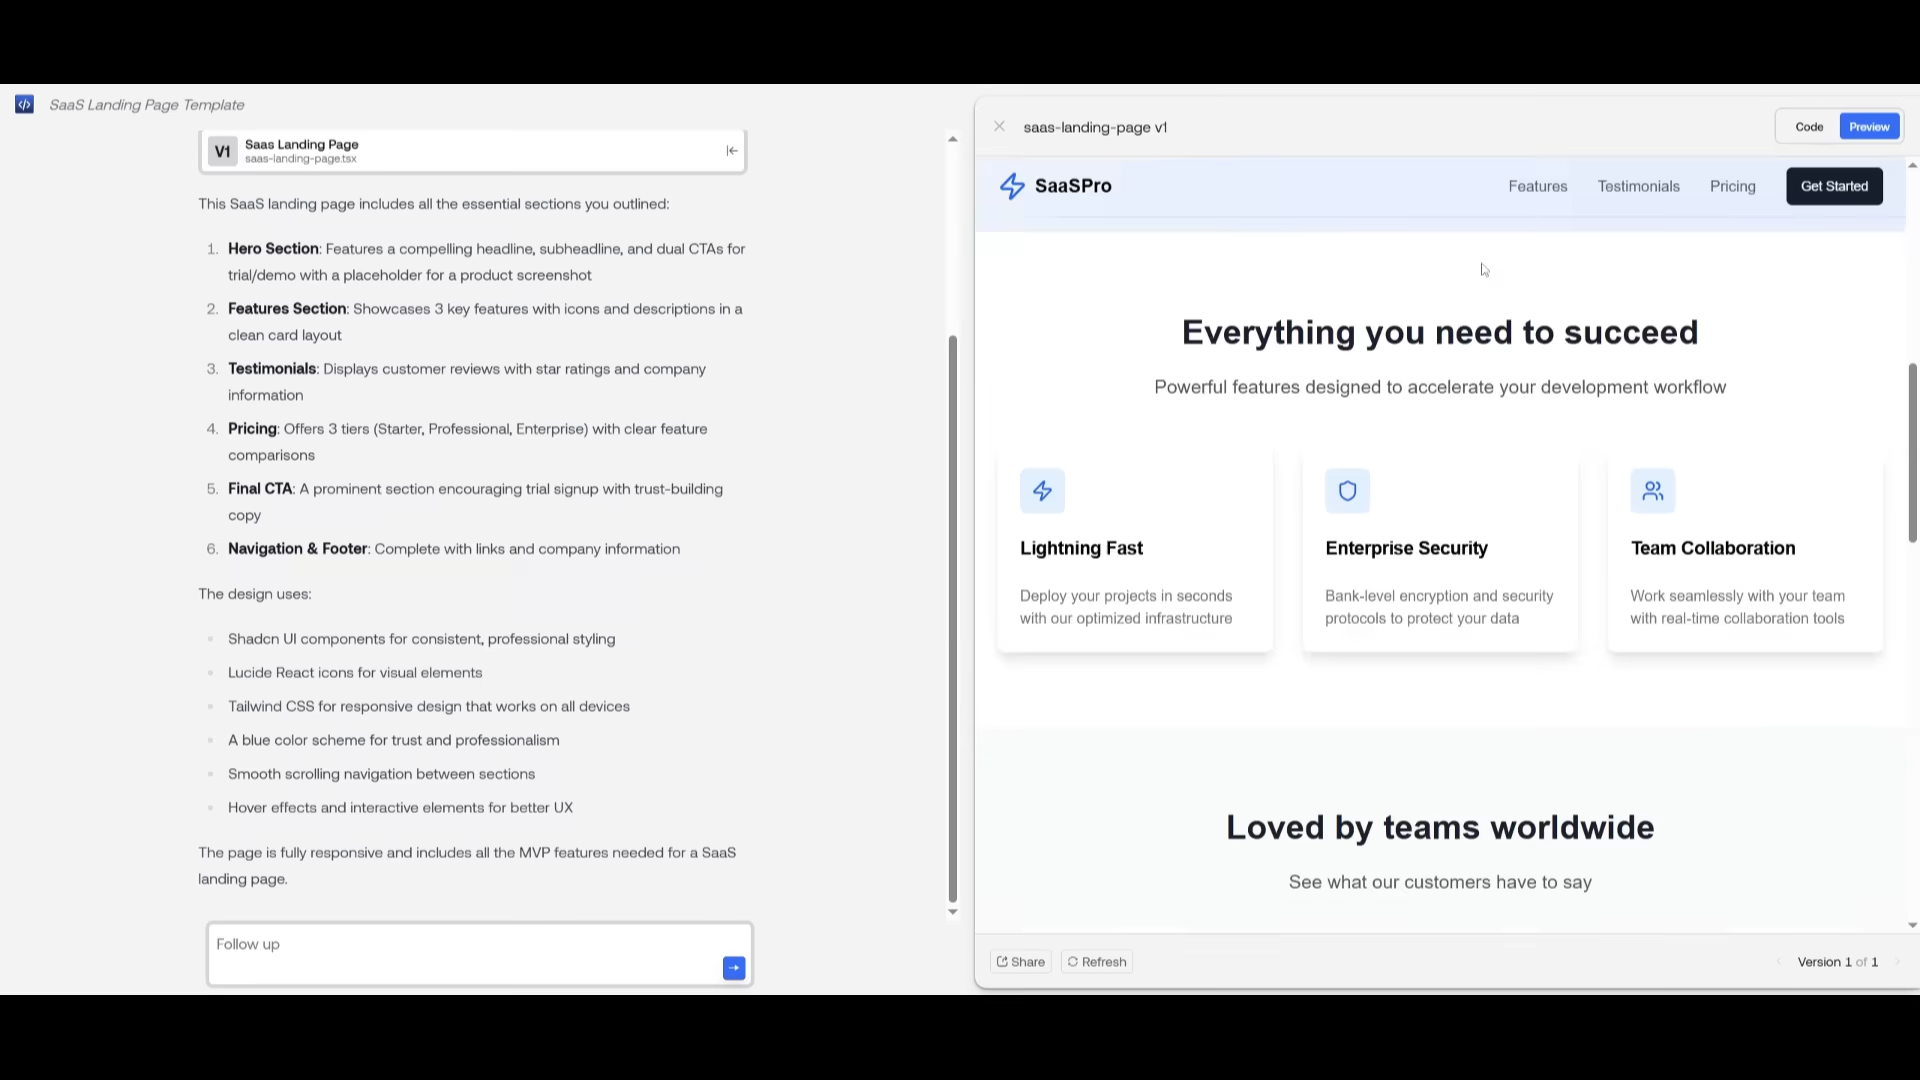 SaaS Landing Page Template
V1
Saas Landing Page
saas-landing-page.tsx
This SaaS landing page includes all the essential sections you outlined:
1. Hero Section: Features a compelling headline, subheadline, and dual CTAs for
trial/demo with a placeholder for a product screenshot
2. Features Section: Showcases 3 key features with icons and descriptions in a
clean card layout
3. Testimonials: Displays customer reviews with star ratings and company
information
4. Pricing: Offers 3 tiers (Starter, Professional, Enterprise) with clear feature
comparisons
5. Final CTA: A prominent section encouraging trial signup with trust-building
copy
6. Navigation & Footer: Complete with links and company information
The design uses:
Shadcn UI components for consistent, professional styling
Lucide React icons for visual elements
Tailwind CSS for responsive design that works on all devices
A blue color scheme for trust and professionalism
Smooth scrolling navigation between sections
Hover effects and interactive elements for better UX
The page is fully responsive and includes all the MVP features needed for a SaaS
landing page.
Follow up
saas-landing-page v1
Code
Preview
SaaSPro
Features
Testimonials
Pricing
Get Started
Everything you need to succeed
Powerful features designed to accelerate your development workflow
Lightning Fast
Deploy your projects in seconds
with our optimized infrastructure
Enterprise Security
Bank-level encryption and security
protocols to protect your data
Team Collaboration
Work seamlessly with your team
with real-time collaboration tools
Loved by teams worldwide
See what our customers have to say
Share
Refresh
Version 1 of 1